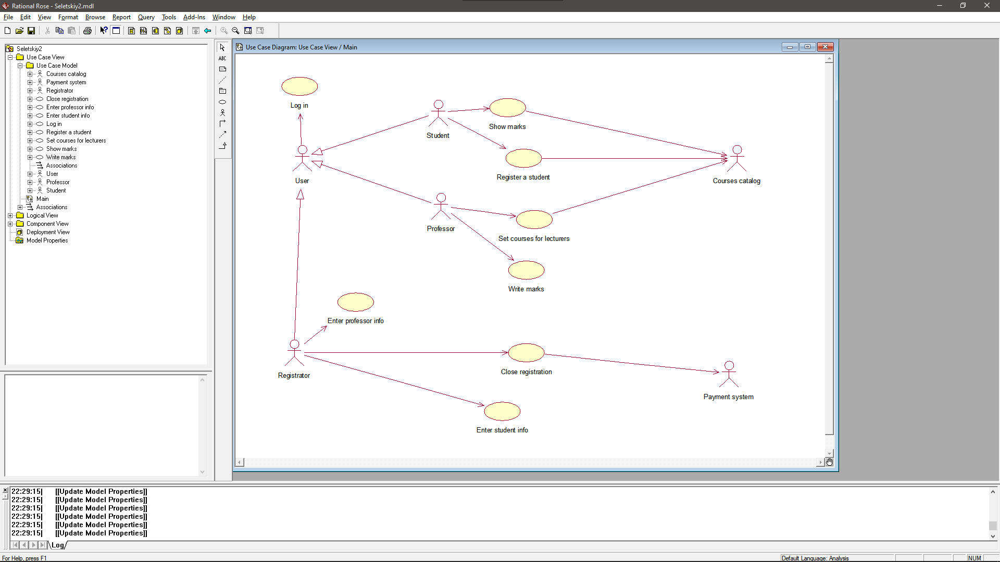 Rational Rose - Seletskiy2.mdl
File Edit View Format Browse Report Query Tools Add-Ins Window Help
Seletskiy2
Use Case View
Use Case Model
Courses catalog
Payment system
Registrator
Close registration
Enter professor info
Enter student info
Log in
Register a student
Set courses for lecturers
Show marks
Write marks
Associations
User
Professor
Student
Main
Associations
Logical View
Component View
Deployment View
Model Properties
ABC
Use Case Diagram: Use Case View / Main
Log in
Student
Show marks
User
Register a student
Courses catalog
Professor
Set courses for lecturers
Write marks
Enter professor info
Registrator
Close registration
Payment system
Enter student info
22:29:15| [[Update Model Properties]]
22:29:15| [[Update Model Properties]]
22:29:15| [[Update Model Properties]]
22:29:15| [[Update Model Properties]]
22:29:15| [[Update Model Properties]]
22:29:15| [[Update Model Properties]]
Log
For Help, press F1
Default Language: Analysis
NUM